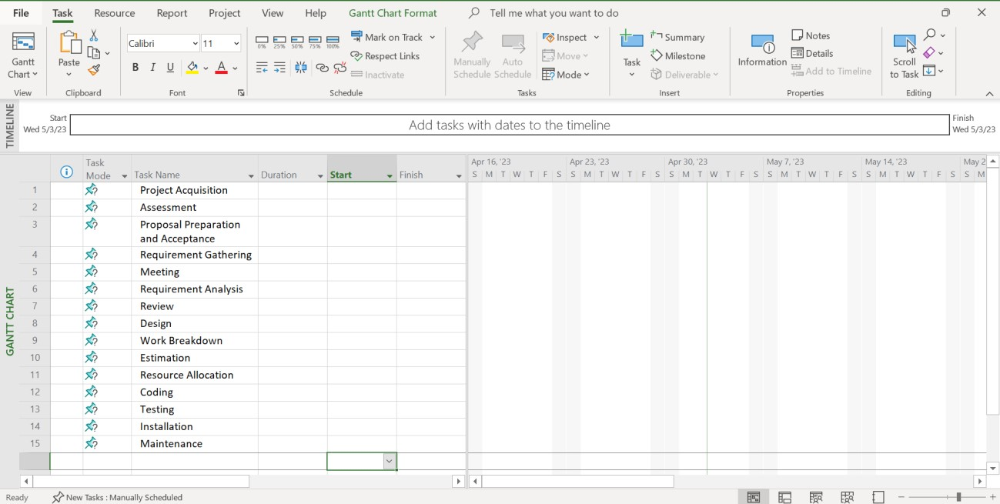 File Task Resource Report Project View Help Gantt Chart Format Tell me what you want to do
Gantt Chart
View
Paste
Clipboard
Calibri 11
B I U A
Font
0% 25% 50% 75% 100%
Mark on Track
Respect Links
Inactivate
Schedule
Manually Schedule
Auto Schedule
Inspect
Move
Mode
Tasks
Task
Summary
Milestone
Deliverable
Insert
Information
Notes
Details
Add to Timeline
Properties
Scroll to Task
Editing
TIMELINE
Start
Wed 5/3/23
Add tasks with dates to the timeline
Finish
Wed 5/3/23
GANTT CHART
Task Mode Task Name Duration Start Finish
Apr 16, '23 Apr 23, '23 Apr 30, '23 May 7, '23 May 14, '23 May 2
S M T W T F S S M T W T F S S M T W T F S S M T W T F S S M T W T F S S M
1 Project Acquisition
2 Assessment
3 Proposal Preparation
and Acceptance
4 Requirement Gathering
5 Meeting
6 Requirement Analysis
7 Review
8 Design
9 Work Breakdown
10 Estimation
11 Resource Allocation
12 Coding
13 Testing
14 Installation
15 Maintenance
Ready New Tasks : Manually Scheduled